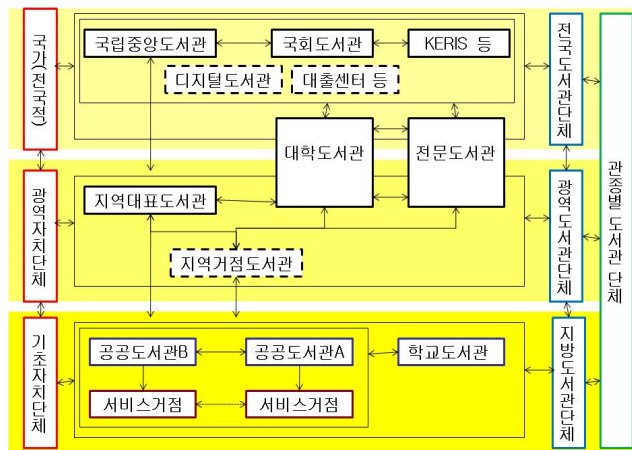 국가(전국적)
국립중앙도서관
국회도서관
KERIS 등
디지털도서관
대출센터 등
전국도서관단체
대학도서관
전문도서관
관종별 도서관 단체
광역자치단체
지역대표도서관
지역거점도서관
광역도서관단체
기초자치단체
공공도서관B
공공도서관A
학교도서관
서비스거점
서비스거점
지방도서관단체